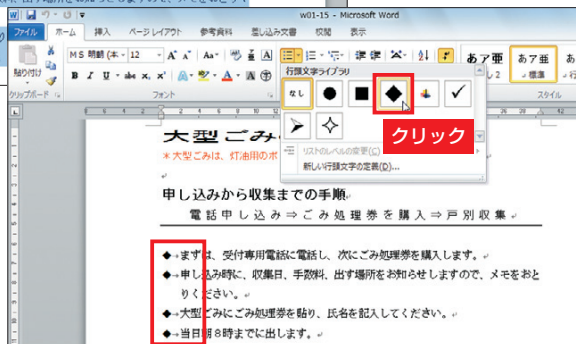 w01-15 - Microsoft Word
ファイル ホーム 挿入 ページ レイアウト 参考資料 差し込み文書 校閲 表示
MS 明朝 (本 12
貼り付け
B I U abe x, x²
あア亜 あア亜
標準
クリップボード フォント スタイル
行頭文字ライブラリ
なし
クリック
リストのレベルの変更(C)
新しい行頭文字の定義(D)...
大型ごみ
＊大型ごみは、灯油用のポ
申し込みから収集までの手順
電話申し込み⇒ごみ処理券を購入⇒戸別収集
◆→まずは、受付専用電話に電話し、次にごみ処理券を購入します。
◆→申し込み時に、収集日、手数料、出す場所をお知らせしますので、メモをおと
りください。
◆→大型ごみにごみ処理券を貼り、氏名を記入してください。
◆→当日朝8時までに出します。